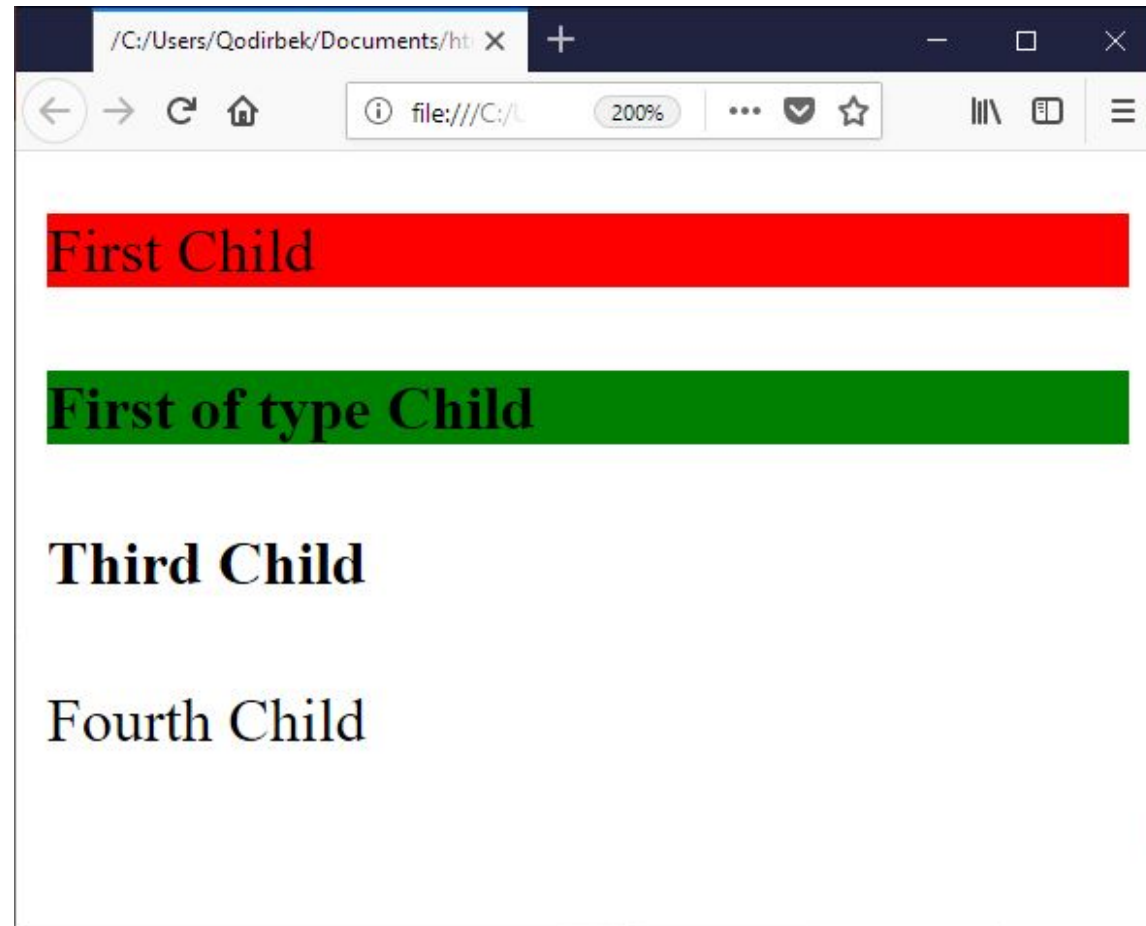 /C:/Users/Qodirbek/Documents/ht
file:///C:/U 200%
First Child
First of type Child
Third Child
Fourth Child